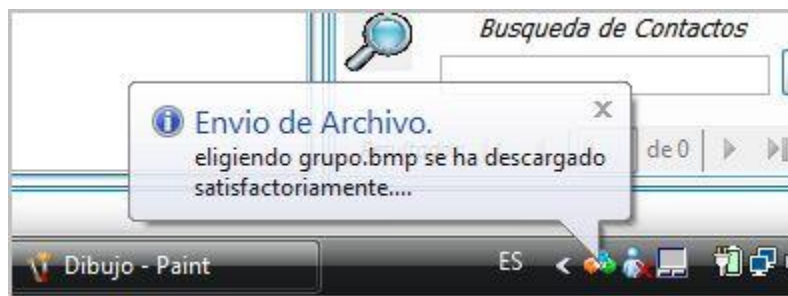 Busqueda de Contactos
Envio de Archivo.
eligiendo grupo.bmp se ha descargado
satisfactoriamente....
de 0
Dibujo - Paint
ES